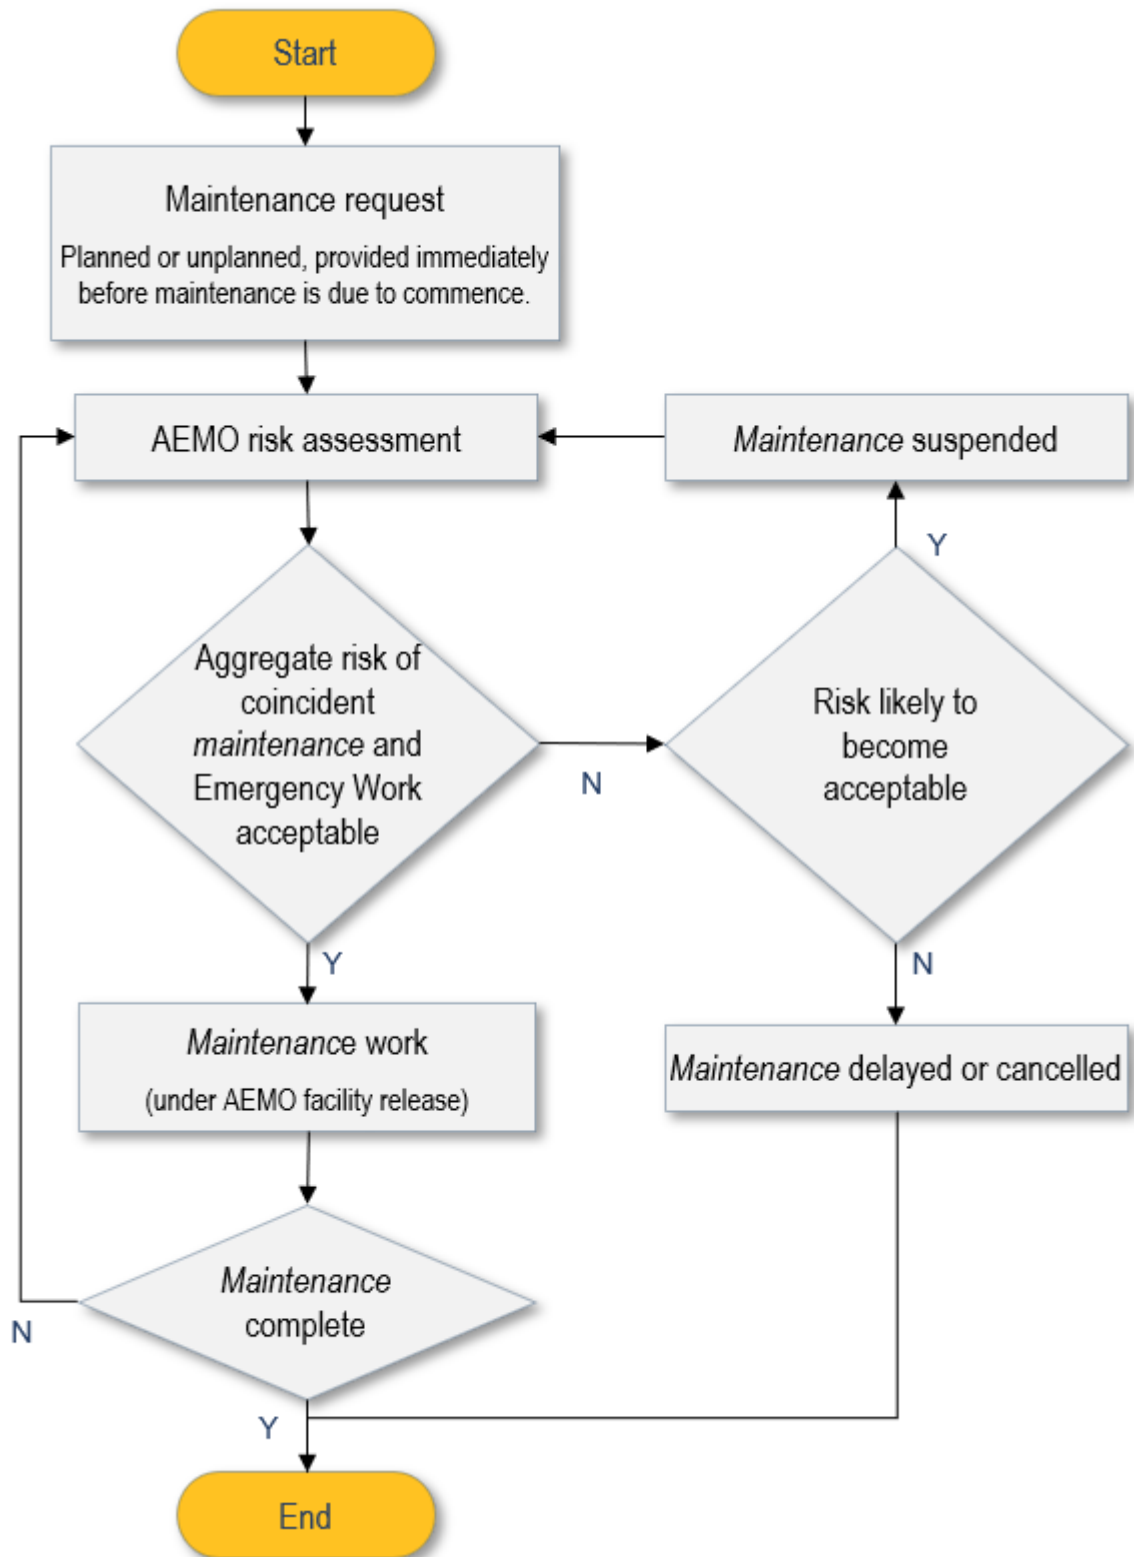 Start
Maintenance request
Planned or unplanned, provided immediately
before maintenance is due to commence.
AEMO risk assessment
Maintenance suspended
Y
Aggregate risk of
coincident
maintenance and
Emergency Work
acceptable
N
Risk likely to
become
acceptable
Y
N
Maintenance work
(under AEMO facility release)
Maintenance delayed or cancelled
Maintenance
complete
N
Y
End